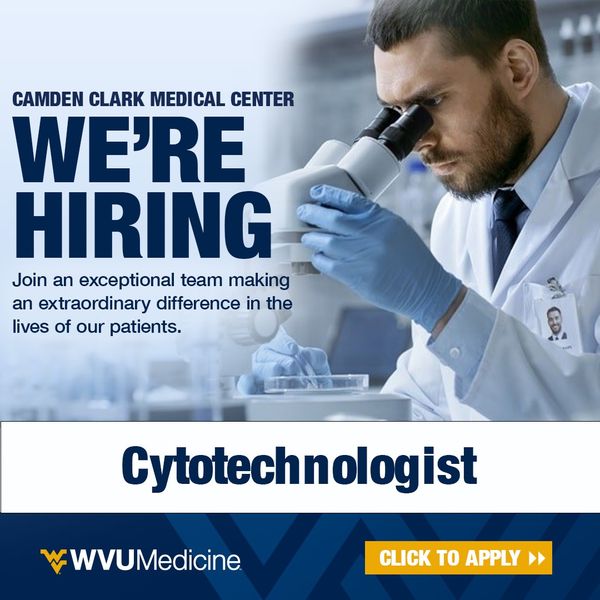 CAMDEN CLARK MEDICAL CENTER
WE'RE
HIRING
Join an exceptional team making
an extraordinary difference in the
lives of our patients.
Cytotechnologist
WVUMedicine
CLICK TO APPLY